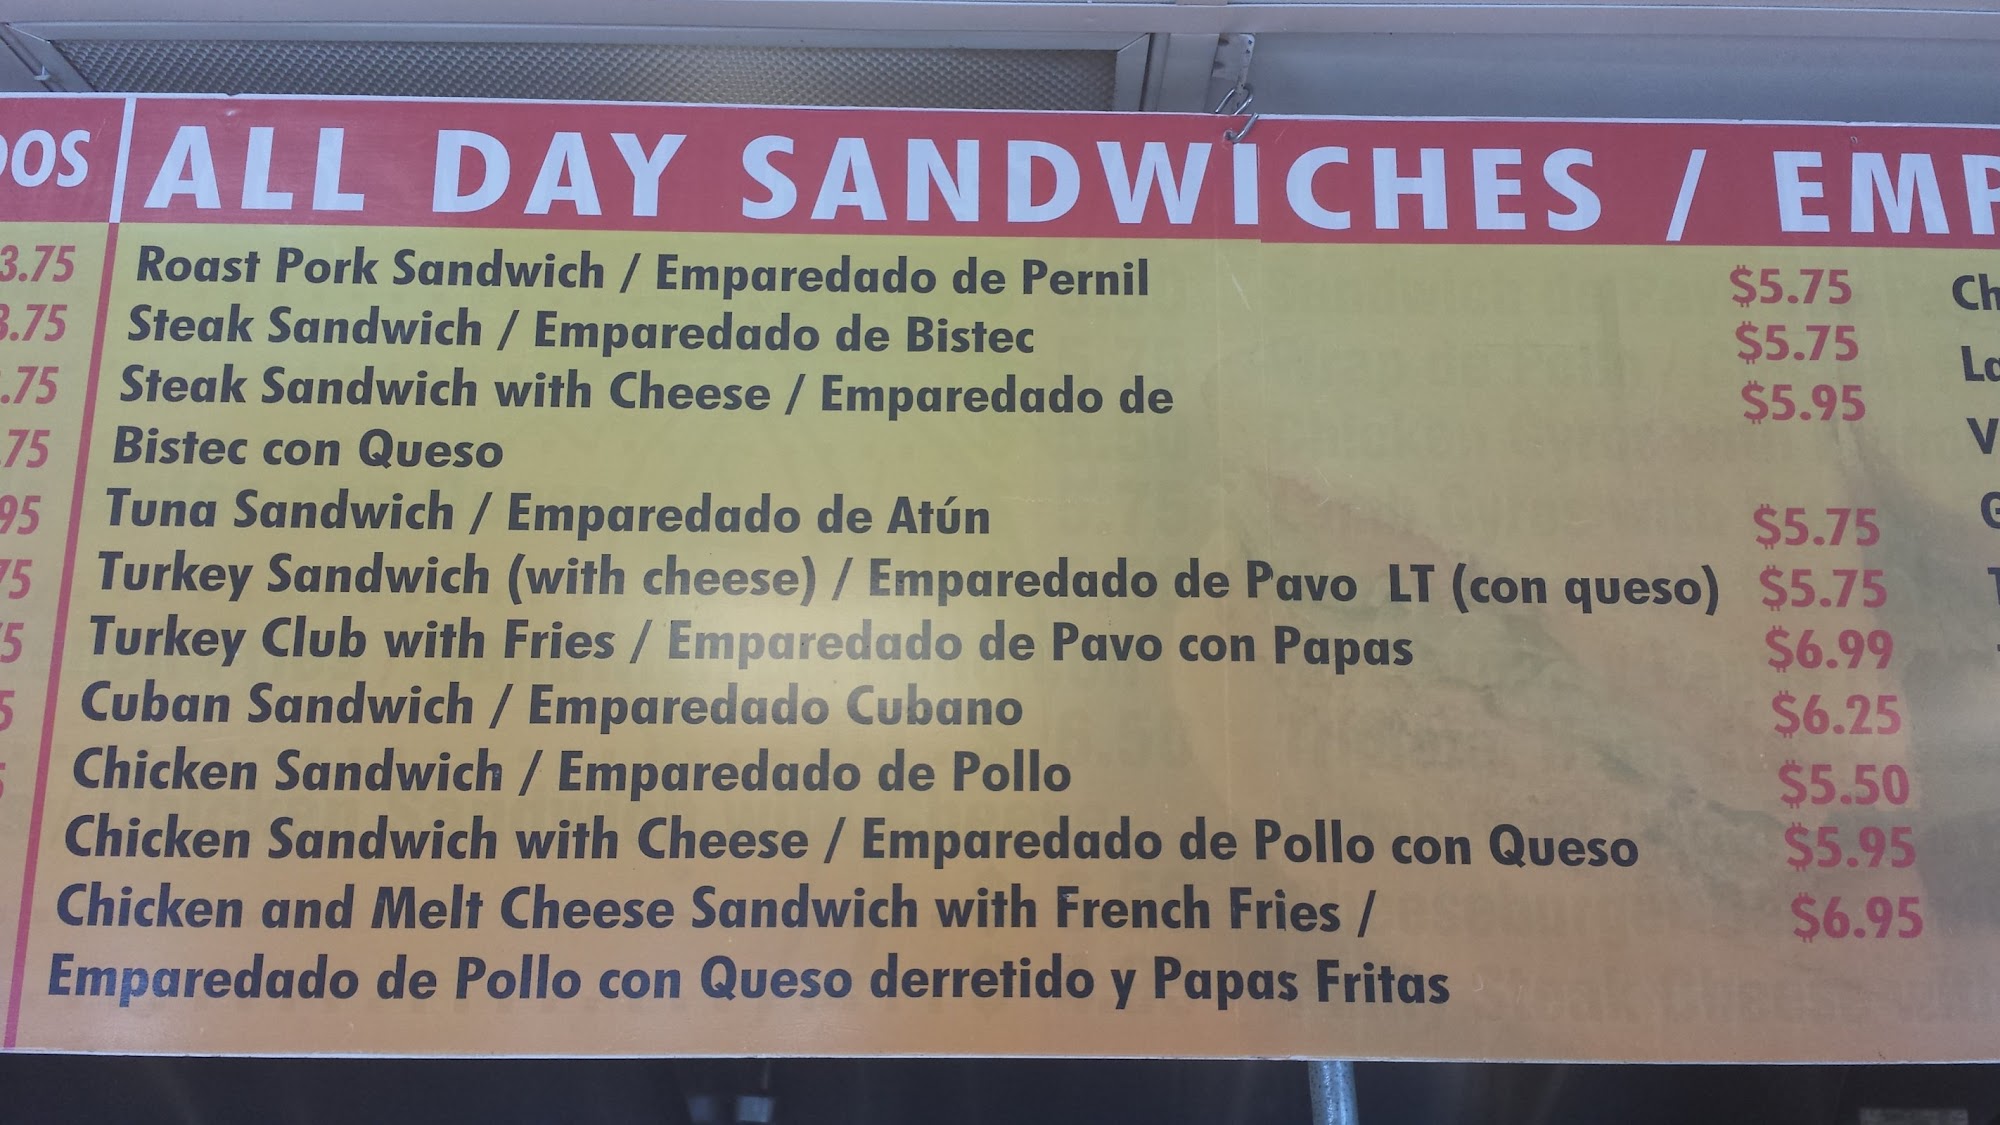 ALL DAY SANDWICHES /
3.75
Roast Pork Sandwich / Emparedado de Pernil $5.75
Steak Sandwich / Emparedado de Bistec $5.75
Steak Sandwich with Cheese / Emparedado de $5.95
Bistec con Queso
Tuna Sandwich / Emparedado de Atún $5.75
Turkey Sandwich (with cheese) / Emparedado de Pavo LT (con queso) $5.75
Turkey Club with Fries / Emparedado de Pavo con Papas $6.99
Cuban Sandwich / Emparedado Cubano $6.25
Chicken Sandwich / Emparedado de Pollo $5.50
Chicken Sandwich with Cheese / Emparedado de Pollo con Queso $5.95
Chicken and Melt Cheese Sandwich with French Fries / $6.95
Emparedado de Pollo con Queso derretido y Papas Fritas